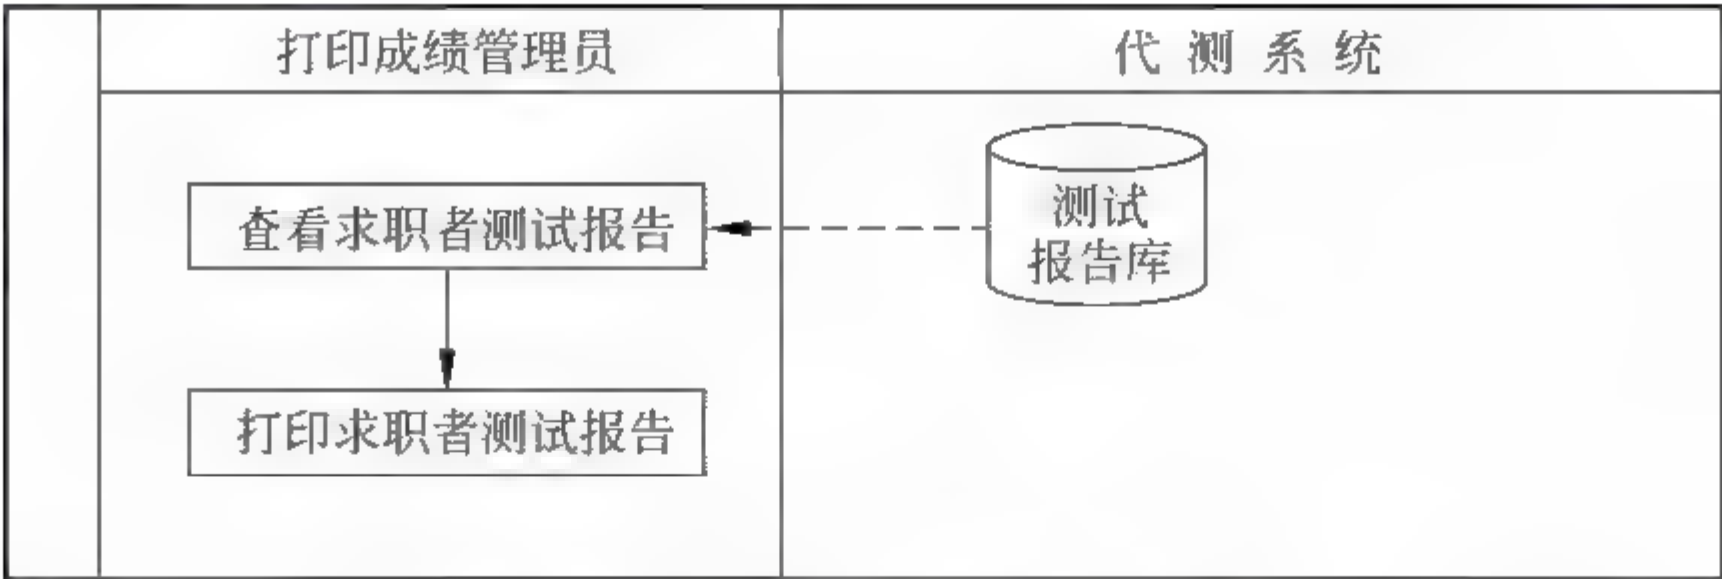 打印成绩管理员
代测系统
查看求职者测试报告
测试
报告库
打印求职者测试报告